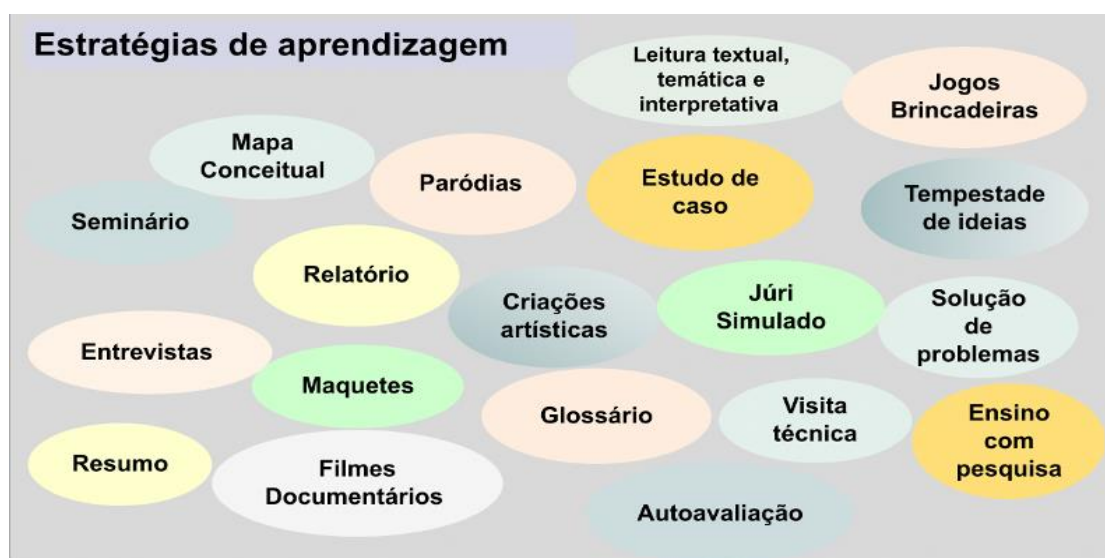 Estratégias de aprendizagem
Leitura textual,
temática e
interpretativa
Jogos
Brincadeiras
Mapa
Conceitual
Paródias
Estudo de
caso
Tempestade
de ideias
Seminário
Relatório
Criações
artísticas
Júri
Simulado
Solução
de
problemas
Entrevistas
Maquetes
Glossário
Visita
técnica
Ensino
com
pesquisa
Resumo
Filmes
Documentários
Autoavaliação